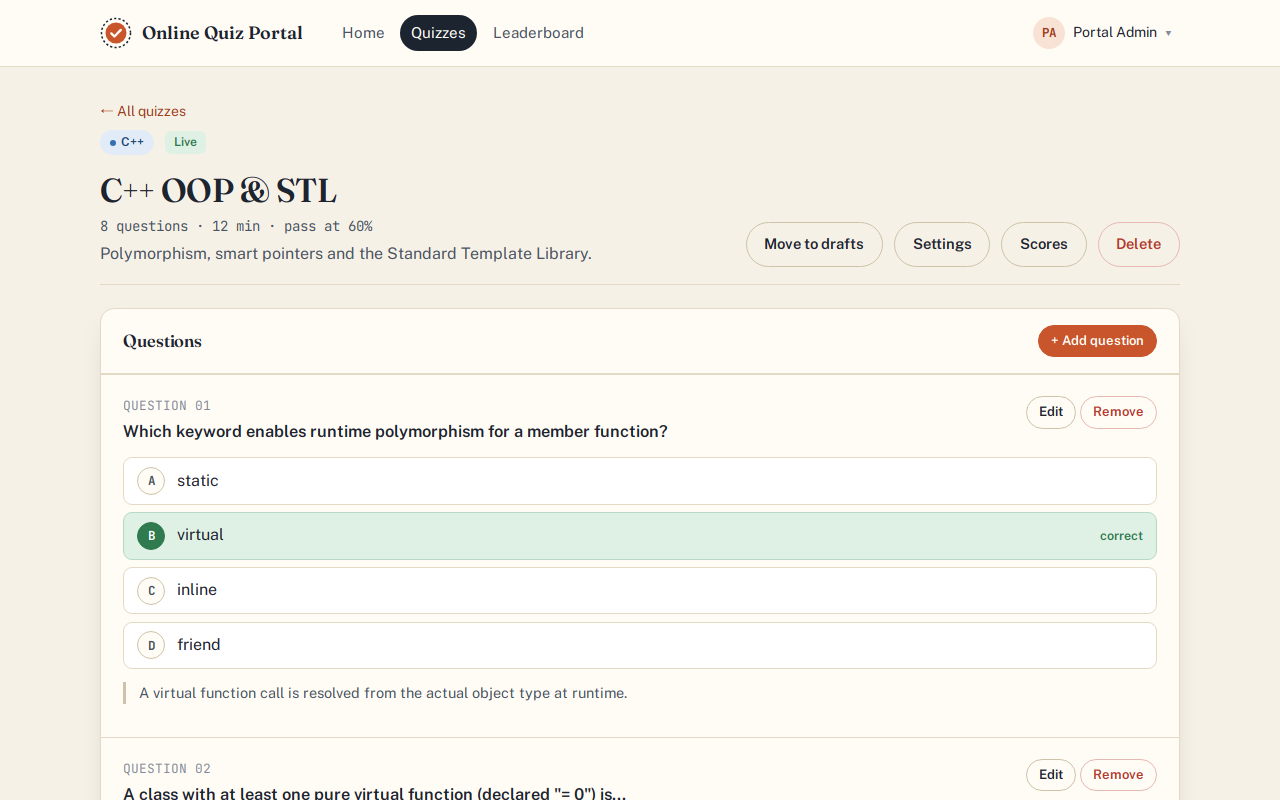 Online Quiz Portal
Home
Quizzes
Leaderboard
PA
Portal Admin
← All quizzes
C++
Live
C++ OOP & STL
8 questions · 12 min · pass at 60%
Polymorphism, smart pointers and the Standard Template Library.
Move to drafts
Settings
Scores
Delete
Questions
+ Add question
QUESTION 01
Edit
Remove
Which keyword enables runtime polymorphism for a member function?
A static
B virtual correct
C inline
D friend
A virtual function call is resolved from the actual object type at runtime.
QUESTION 02
Edit
Remove
A class with at least one pure virtual function (declared "= 0") is...